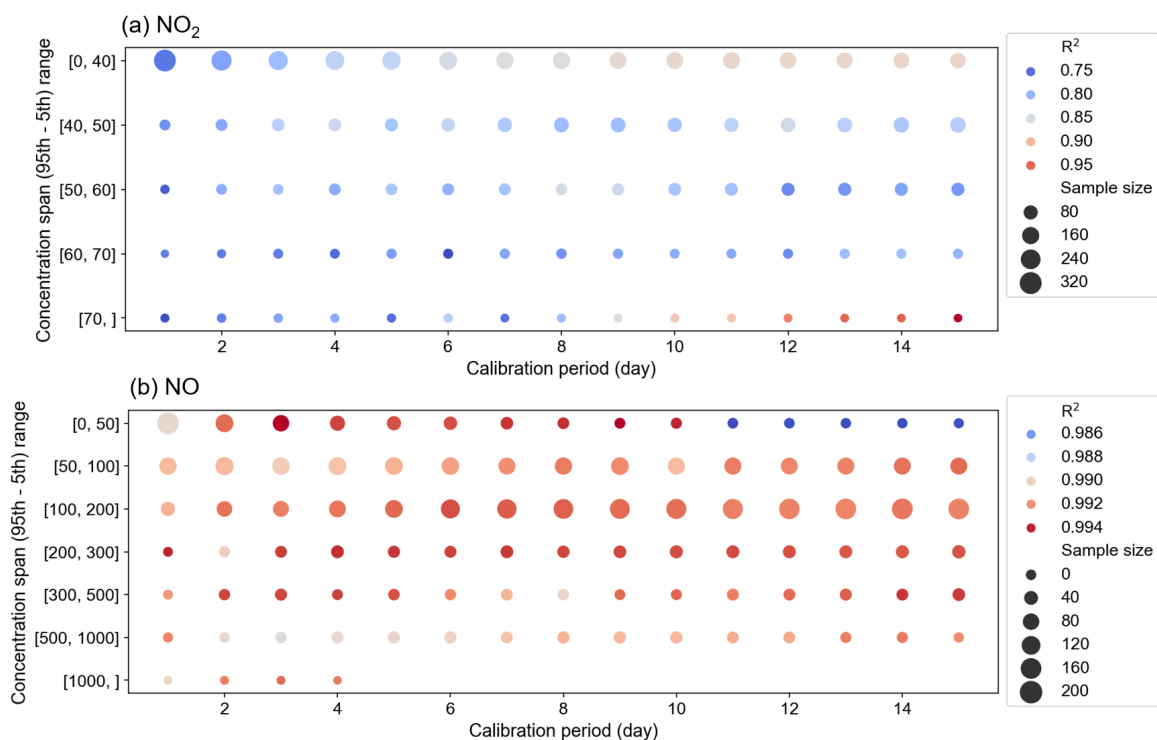 (a) NO2
Concentration span (95th - 5th) range
[0, 40]
[40, 50]
[50, 60]
[60, 70]
[70, ]
2 4 6 8 10 12 14
Calibration period (day)
R2
0.75
0.80
0.85
0.90
0.95
Sample size
80
160
240
320
(b) NO
Concentration span (95th - 5th) range
[0, 50]
[50, 100]
[100, 200]
[200, 300]
[300, 500]
[500, 1000]
[1000, ]
2 4 6 8 10 12 14
Calibration period (day)
R2
0.986
0.988
0.990
0.992
0.994
Sample size
0
40
80
120
160
200